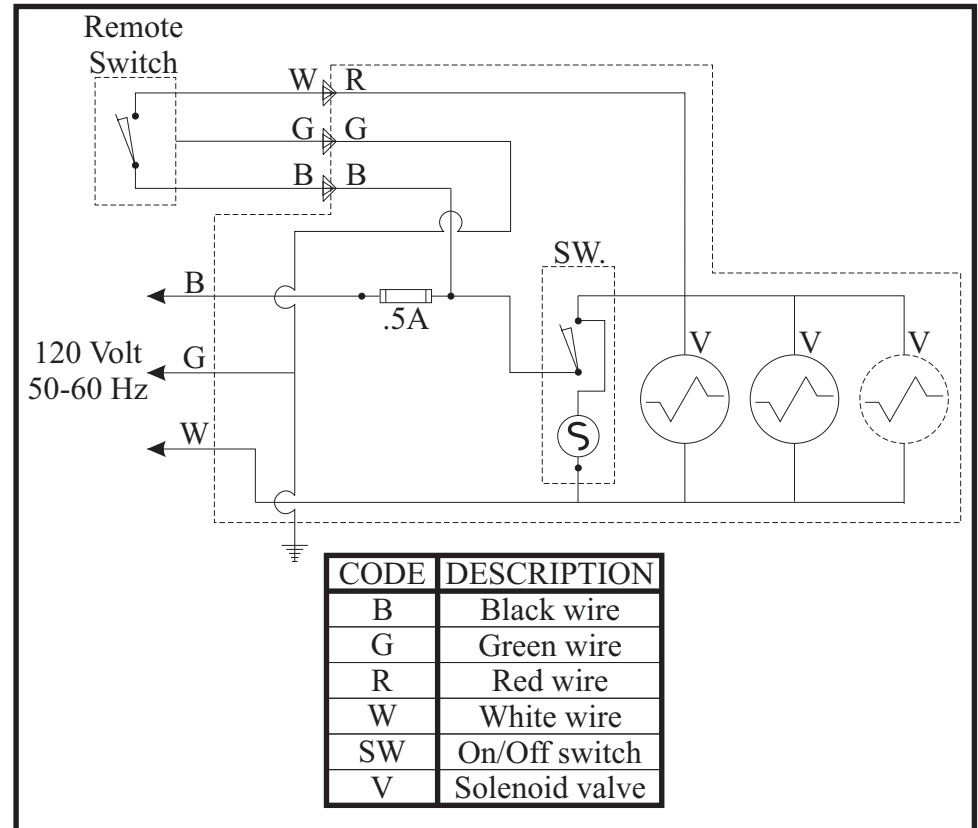 Remote
Switch
W R
G G
B B
B
.5A
SW.
120 Volt
50-60 Hz
G
W
V V V
S
CODE DESCRIPTION
B Black wire
G Green wire
R Red wire
W White wire
SW On/Off switch
V Solenoid valve